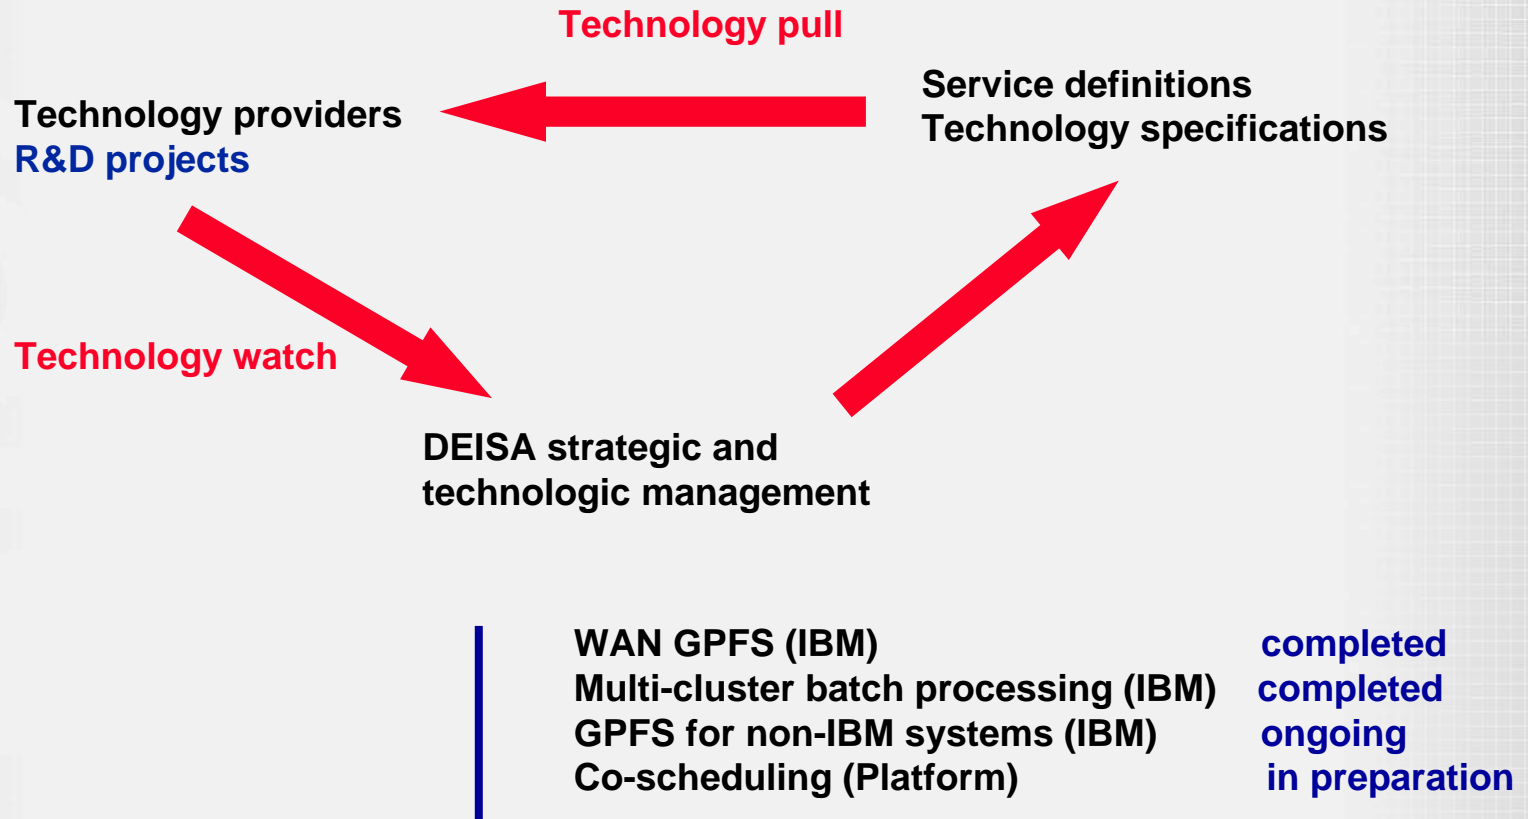 Technology pull
Technology providers
R&D projects
Service definitions
Technology specifications
Technology watch
DEISA strategic and
technologic management
WAN GPFS (IBM) completed
Multi-cluster batch processing (IBM) completed
GPFS for non-IBM systems (IBM) ongoing
Co-scheduling (Platform) in preparation